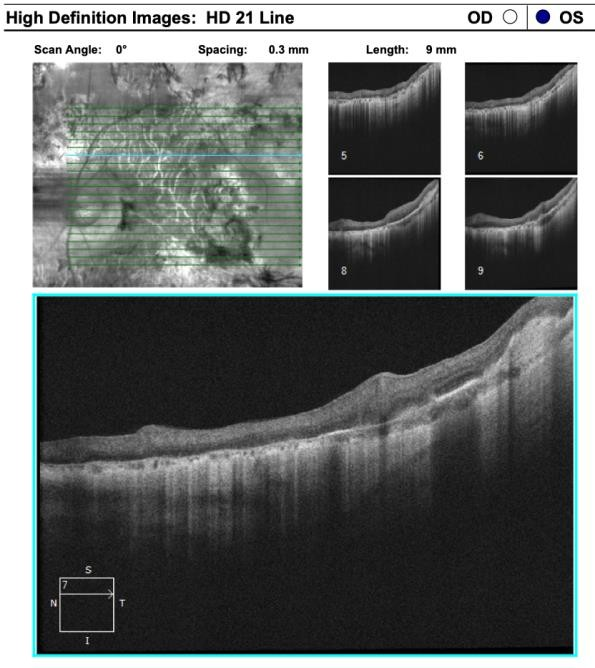 High Definition Images: HD 21 Line OD OS
Scan Angle: 0° Spacing: 0.3 mm Length: 9 mm
5 6
8 9
S
7
N T
I